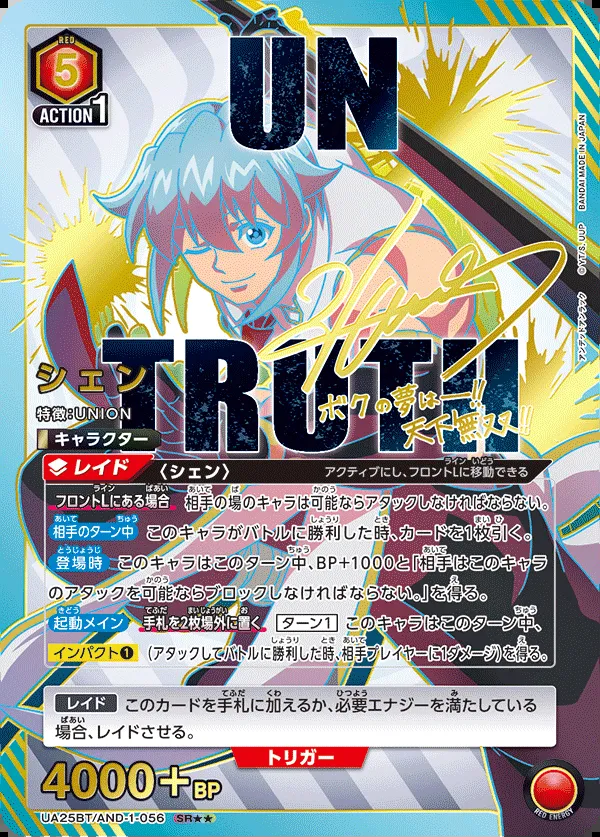 RED
5
ACTION1
UN
TRUTH
BANDAI MADE IN JAPAN
©YT/S, UUP
アンデッドアンラック
シェン
特徴:UNION
キャラクター
ボクの夢は―!!
天下無双!!
レイド 〈シェン〉 アクティブにし、フロントLに移動できる
フロントLにある場合 相手の場のキャラは可能ならアタックしなければならない。
相手のターン中 このキャラがバトルに勝利した時、カードを1枚引く。
登場時 このキャラはこのターン中、BP+1000と「相手はこのキャラ
のアタックを可能ならブロックしなければならない。」を得る。
起動メイン 手札を2枚場外に置く ターン1 このキャラはこのターン中、
インパクト❶ (アタックしてバトルに勝利した時、相手プレイヤーに1ダメージ)を得る。
レイド このカードを手札に加えるか、必要エナジーを満たしている
場合、レイドさせる。
トリガー
4000+BP
UA25BT/AND-1-056 SR★★
RED ENERGY